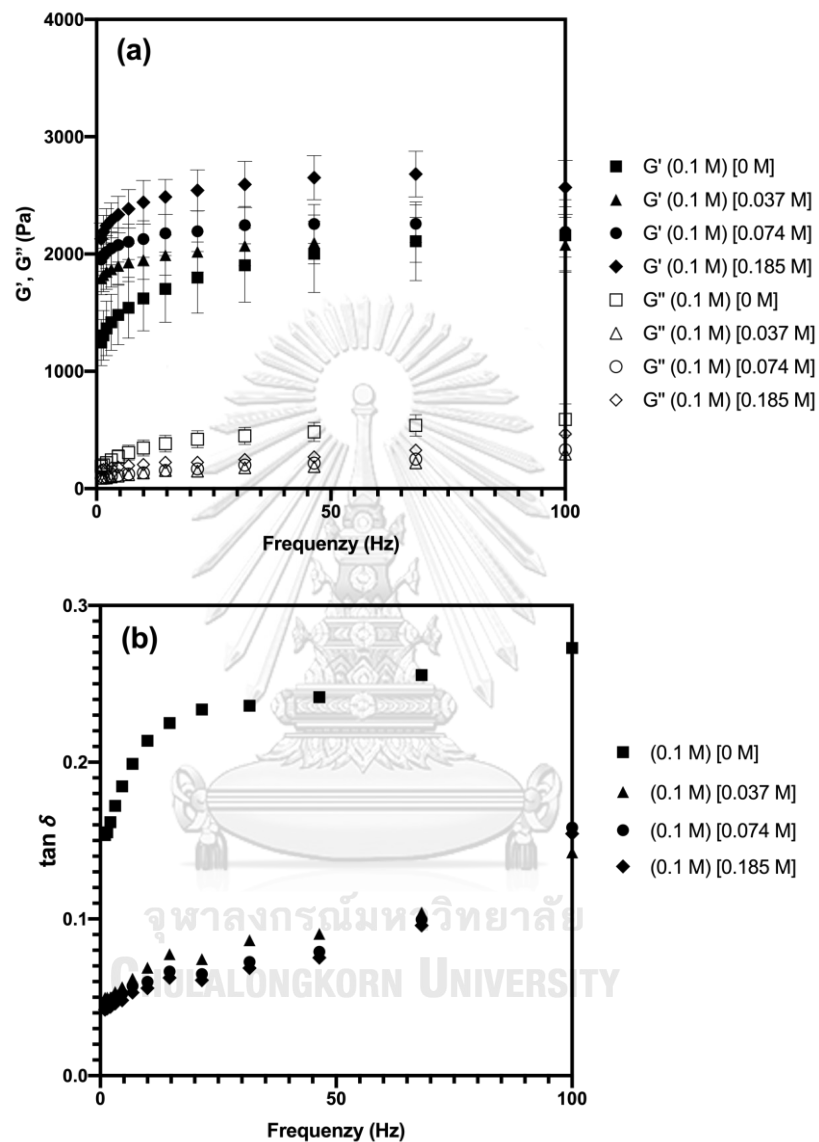 (a)
4000
3000
2000
1000
0
G', G" (Pa)
0 50 100
Frequenzy (Hz)
G' (0.1 M) [0 M]
G' (0.1 M) [0.037 M]
G' (0.1 M) [0.074 M]
G' (0.1 M) [0.185 M]
G" (0.1 M) [0 M]
G" (0.1 M) [0.037 M]
G" (0.1 M) [0.074 M]
G" (0.1 M) [0.185 M]
(b)
0.3
0.2
0.1
0.0
tan δ
0 50 100
Frequenzy (Hz)
(0.1 M) [0 M]
(0.1 M) [0.037 M]
(0.1 M) [0.074 M]
(0.1 M) [0.185 M]
จุฬาลงกรณ์มหาวิทยาลัย
CHULALONGKORN UNIVERSITY